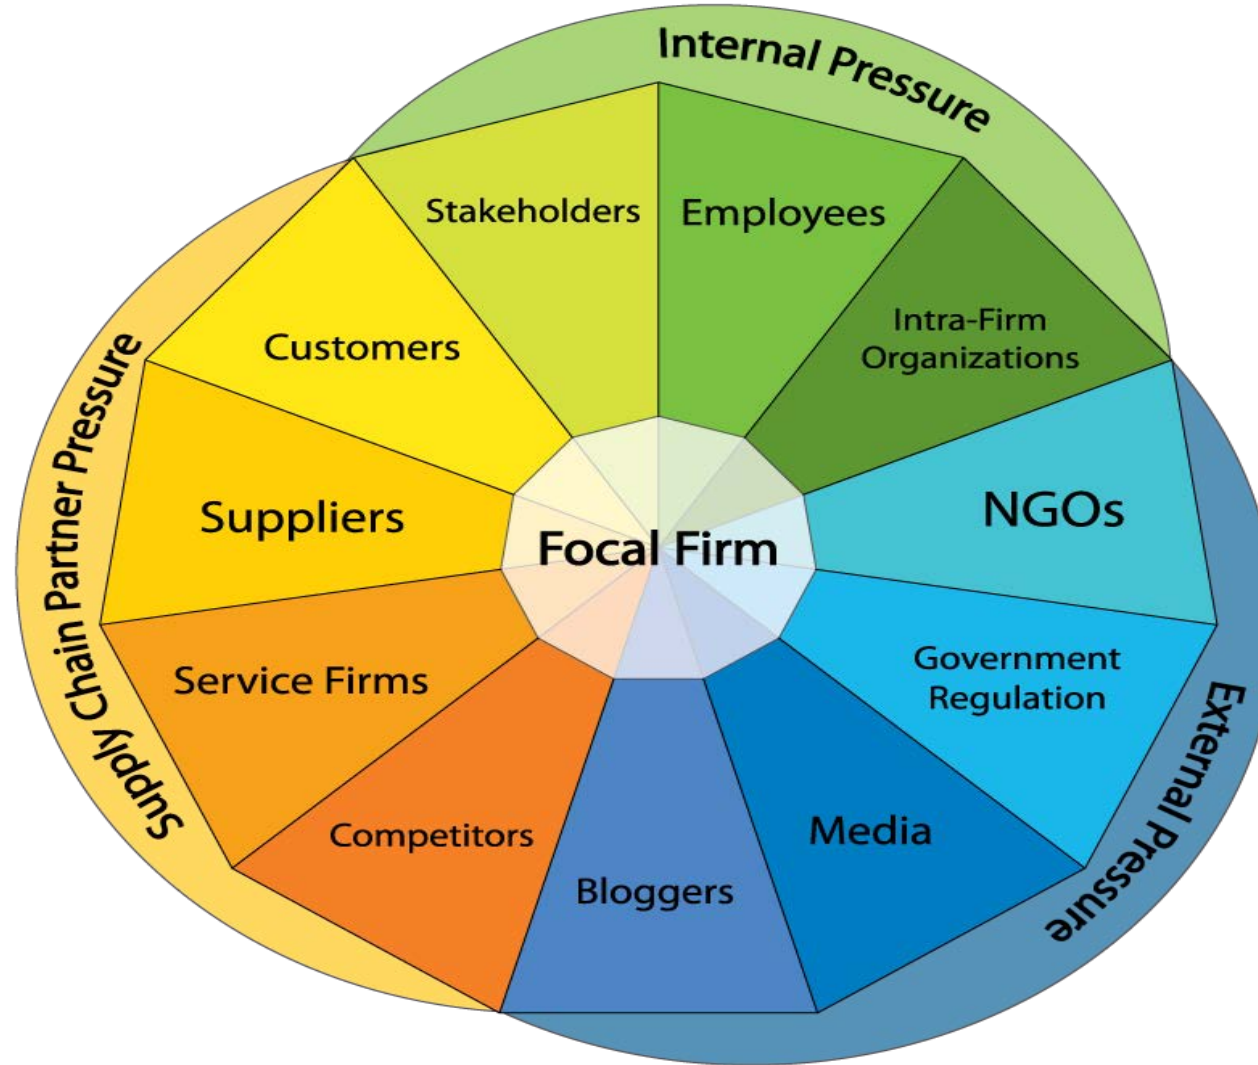 Internal Pressure
Stakeholders
Employees
Intra-Firm
Organizations
Customers
Supply Chain Partner Pressure
Suppliers
NGOs
Focal Firm
Service Firms
Government
Regulation
External Pressure
Competitors
Media
Bloggers